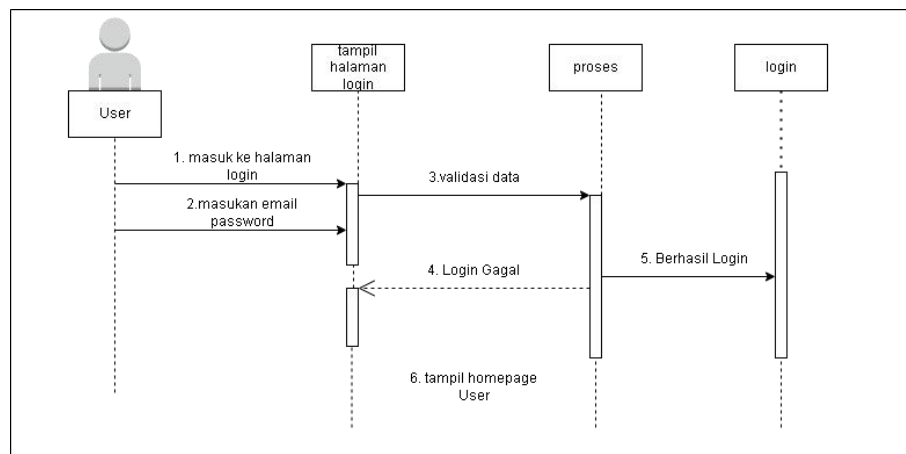 tampil
halaman
login
proses
login
User
1. masuk ke halaman
login
3.validasi data
2.masukan email
password
4. Login Gagal
5. Berhasil Login
6. tampil homepage
User